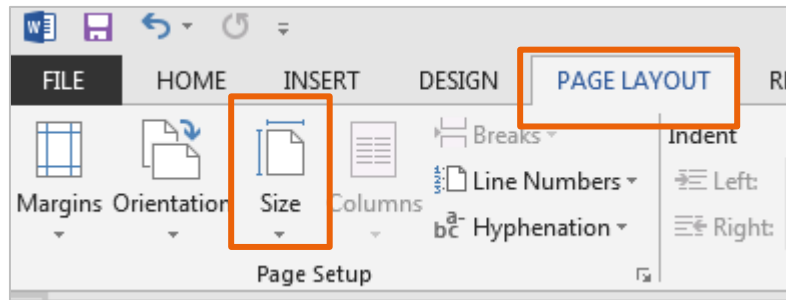 FILE HOME INSERT DESIGN PAGE LAYOUT
Breaks Indent
Line Numbers Left:
Margins Orientation Size Columns
Hyphenation Right:
Page Setup